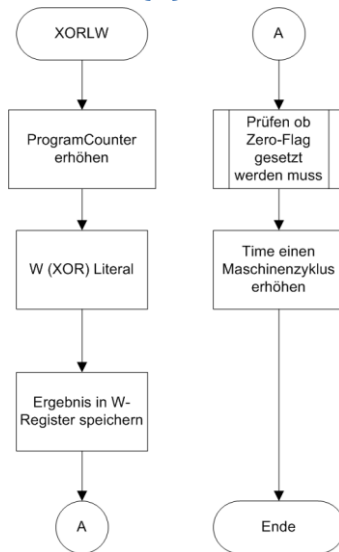 XORLW
ProgramCounter
erhöhen
W (XOR) Literal
Ergebnis in W-
Register speichern
A
A
Prüfen ob
Zero-Flag
gesetzt
werden muss
Time einen
Maschinenzyklus
erhöhen
Ende